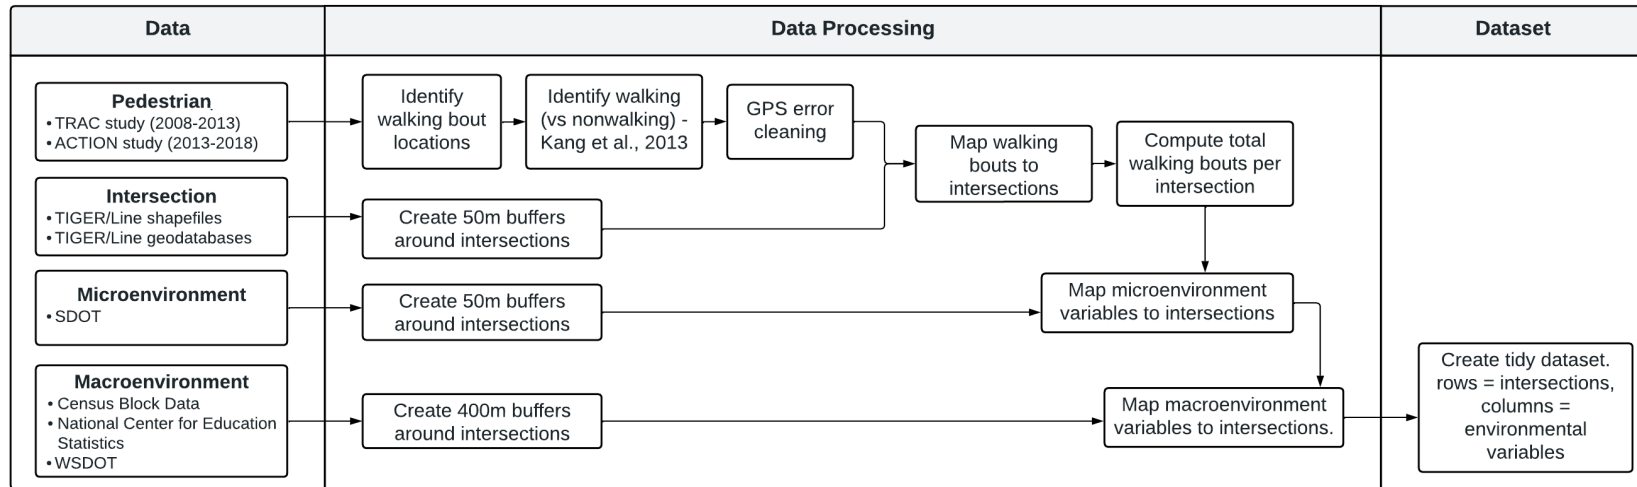 Data
Data Processing
Dataset
Pedestrian
• TRAC study (2008-2013)
• ACTION study (2013-2018)
Identify
walking bout
locations
Identify walking
(vs nonwalking) -
Kang et al., 2013
GPS error
cleaning
Map walking
bouts to
intersections
Compute total
walking bouts per
intersection
Intersection
• TIGER/Line shapefiles
• TIGER/Line geodatabases
Create 50m buffers
around intersections
Microenvironment
• SDOT
Create 50m buffers
around intersections
Map microenvironment
variables to intersections
Macroenvironment
• Census Block Data
• National Center for Education
Statistics
• WSDOT
Create 400m buffers
around intersections
Map macroenvironment
variables to intersections.
Create tidy dataset.
rows = intersections,
columns =
environmental
variables